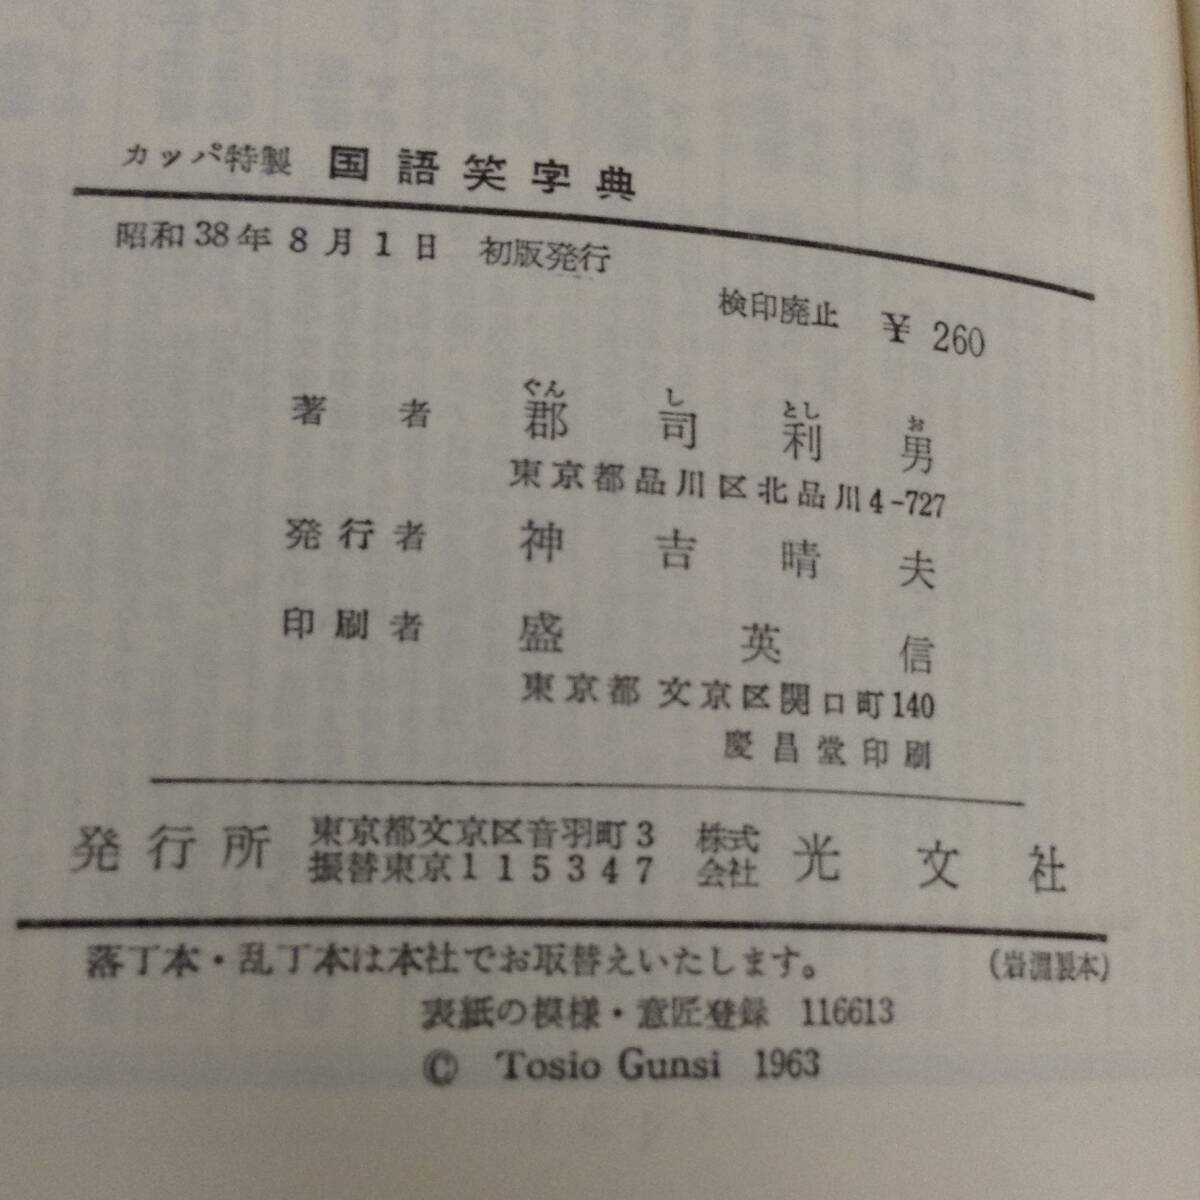 カッパ特製 国語笑字典
昭和38年8月1日 初版発行
検印廃止 ¥ 260
ぐん し とし お
著者 郡司利男
東京都品川区北品川4-727
発行者 神吉晴夫
印刷者 盛英信
東京都 文京区関口町140
慶昌堂印刷
発行所 東京都文京区音羽町3 株式 光文社
振替東京115347 会社
落丁本・乱丁本は本社でお取替えいたします。 (岩淵製本)
表紙の模様・意匠登録 116613
© Tosio Gunsi 1963